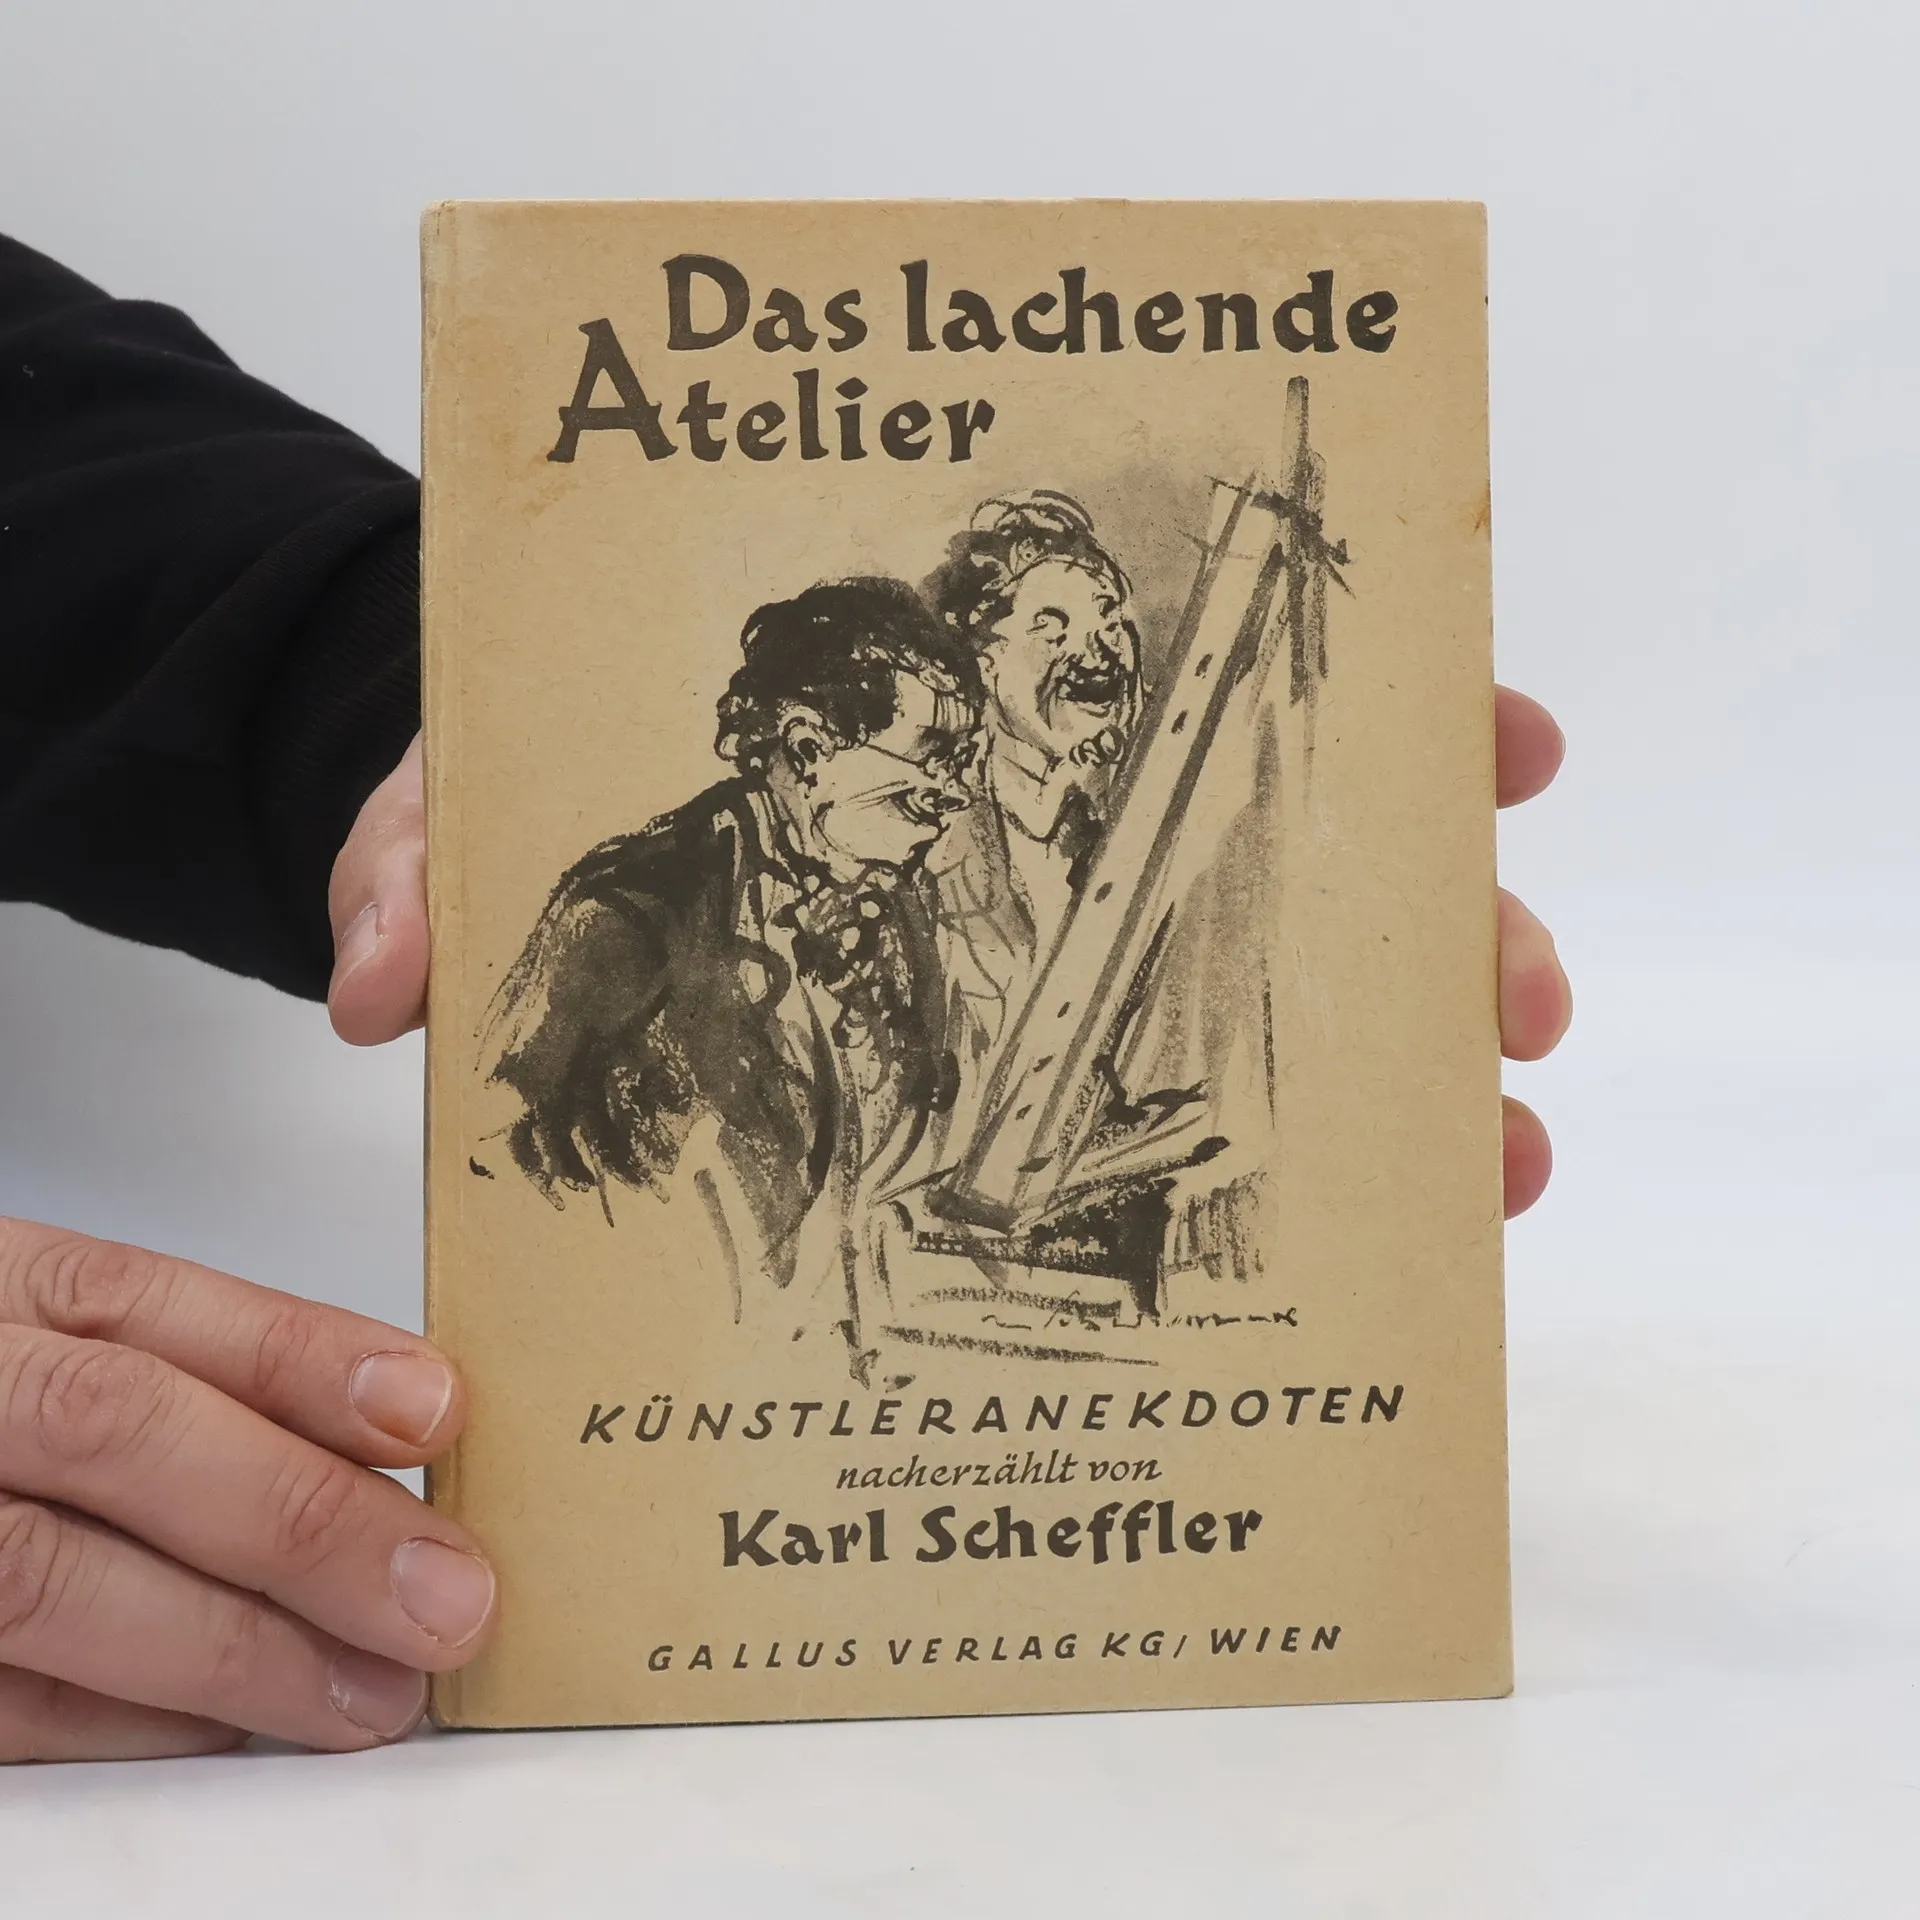 Das lachende
Atelier
KÜNSTLERANEKDOTEN
nacherzählt von
Karl Scheffler
GALLUS VERLAG KG/WIEN